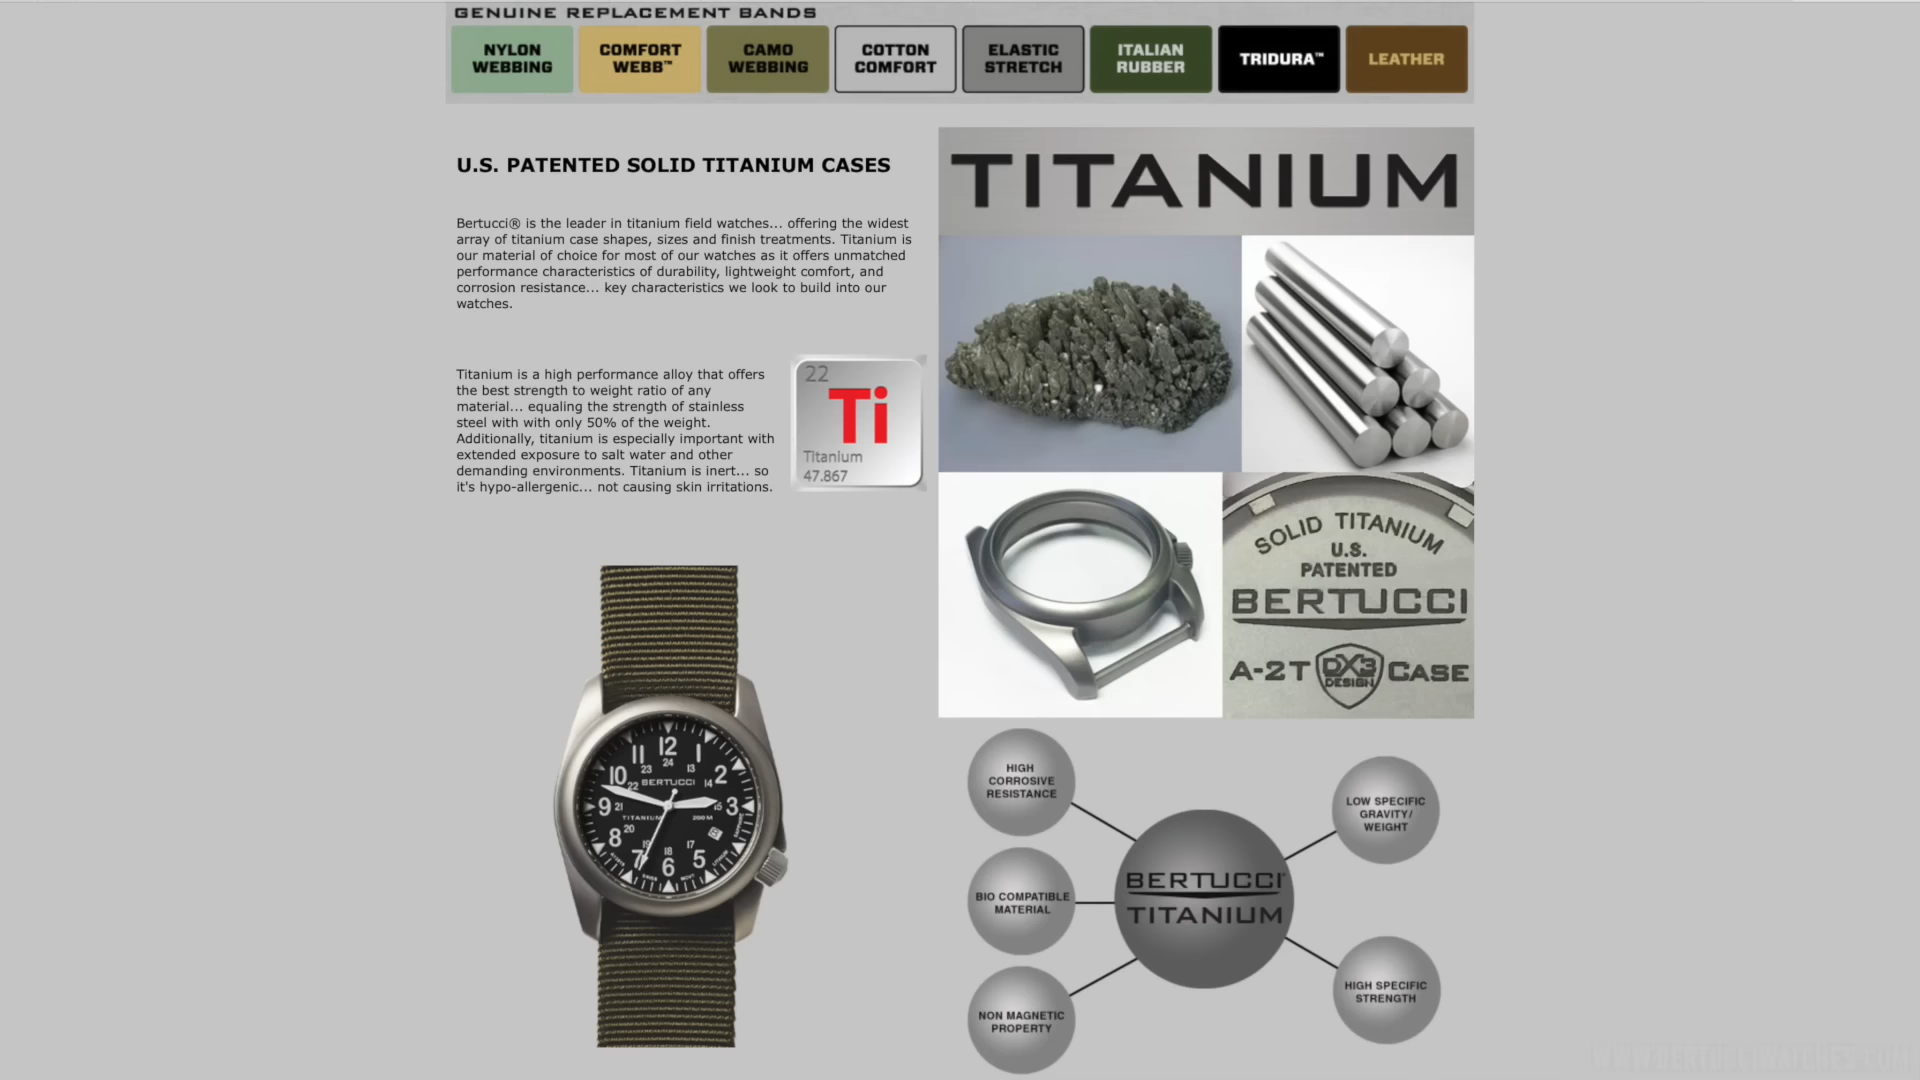 GENUINE REPLACEMENT BANDS
NYLON
WEBBING
COMFORT
WEBB™
CAMO
WEBBING
COTTON
COMFORT
ELASTIC
STRETCH
ITALIAN
RUBBER
TRIDURA™
LEATHER
U.S. PATENTED SOLID TITANIUM CASES
Bertucci® is the leader in titanium field watches... offering the widest
array of titanium case shapes, sizes and finish treatments. Titanium is
our material of choice for most of our watches as it offers unmatched
performance characteristics of durability, lightweight comfort, and
corrosion resistance... key characteristics we look to build into our
watches.
Titanium is a high performance alloy that offers
the best strength to weight ratio of any
material... equaling the strength of stainless
steel with with only 50% of the weight.
Additionally, titanium is especially important with
extended exposure to salt water and other
demanding environments. Titanium is inert... so
it's hypo-allergenic... not causing skin irritations.
22
Ti
Titanium
47.867
TITANIUM
SOLID TITANIUM
U.S.
PATENTED
BERTUCCI
A-2T DX3 DESIGN CASE
12
11
1
24
23
13
10
2
22
BERTUCCI
14
9
21
15
3
TITANIUM
200M
20
8
19
18
17
7
6
5
SWISS
MOVT
HIGH
CORROSIVE
RESISTANCE
BIO COMPATIBLE
MATERIAL
NON MAGNETIC
PROPERTY
BERTUCCI
TITANIUM
LOW SPECIFIC
GRAVITY/
WEIGHT
HIGH SPECIFIC
STRENGTH
WWW.BERTUCCIWATCHES.COM